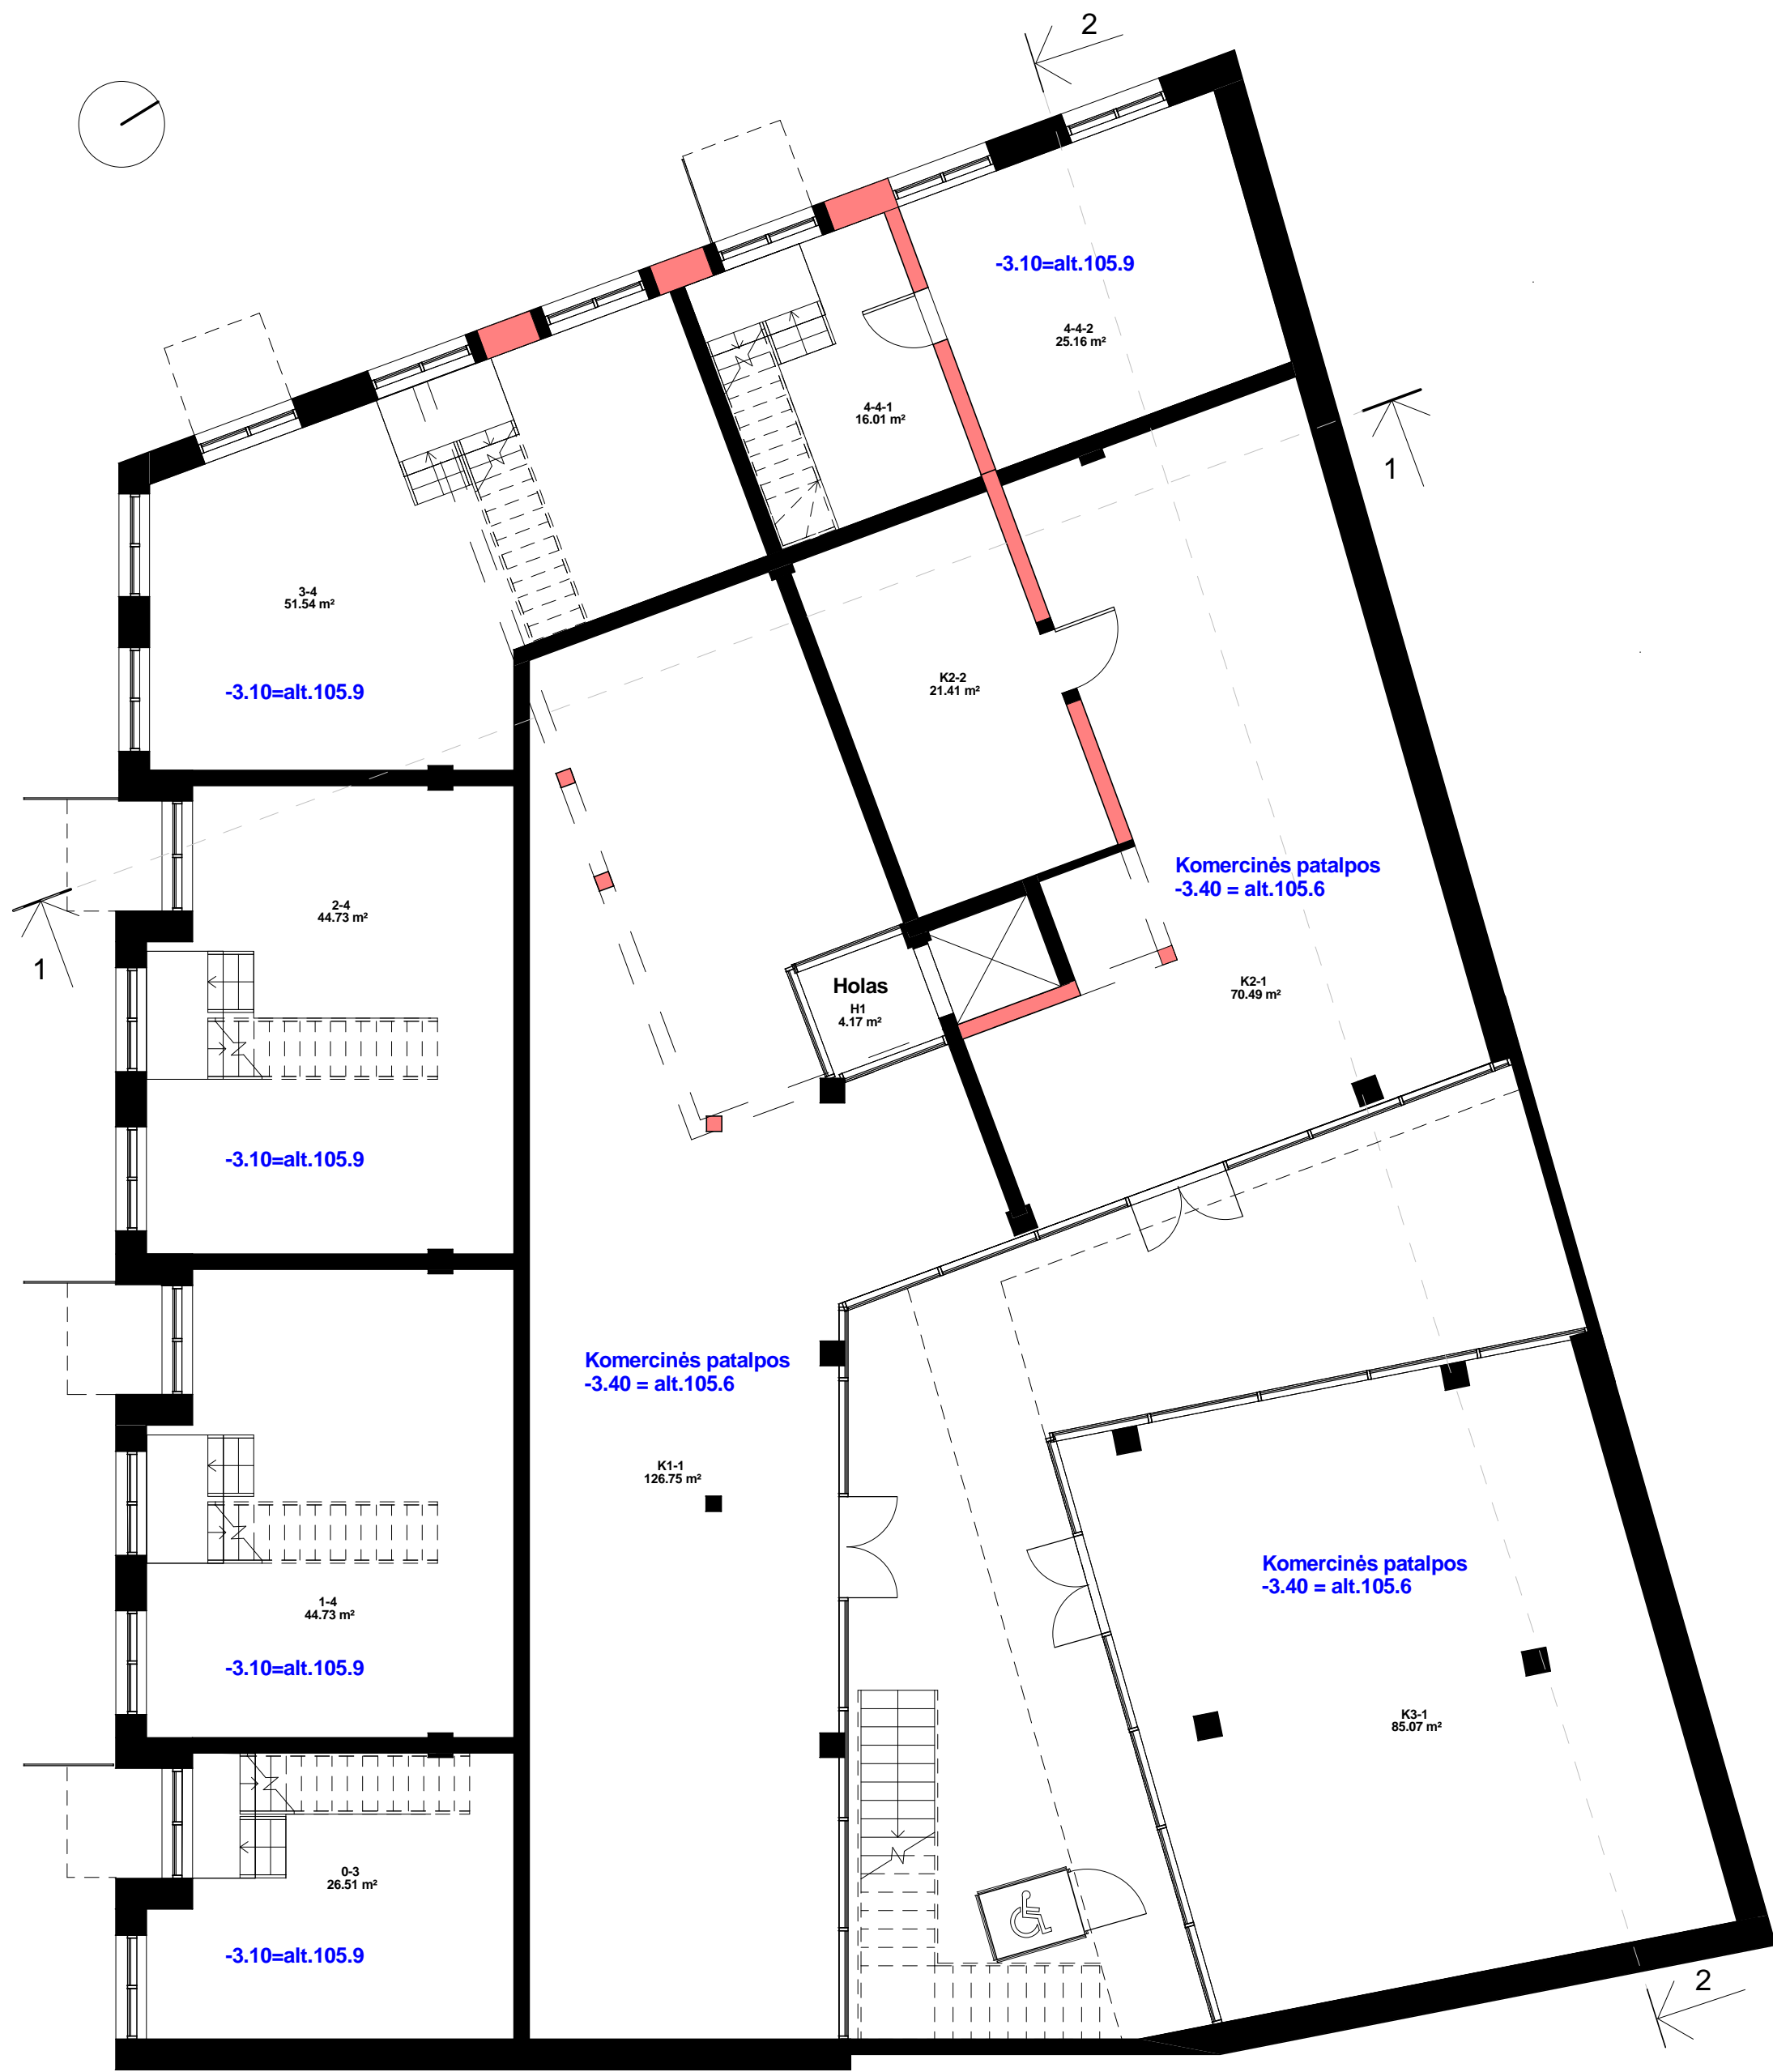 2
-3.10=alt.105.9
4-4-2
25.16 m²
4-4-1
16.01 m²
1
3-4
51.54 m²
-3.10=alt.105.9
K2-2
21.41 m²
Komercinės patalpos
-3.40 = alt.105.6
2-4
44.73 m²
1
Holas
H1
4.17 m²
K2-1
70.49 m²
-3.10=alt.105.9
Komercinės patalpos
-3.40 = alt.105.6
K1-1
126.75 m²
Komercinės patalpos
-3.40 = alt.105.6
1-4
44.73 m²
-3.10=alt.105.9
K3-1
85.07 m²
0-3
26.51 m²
-3.10=alt.105.9
2